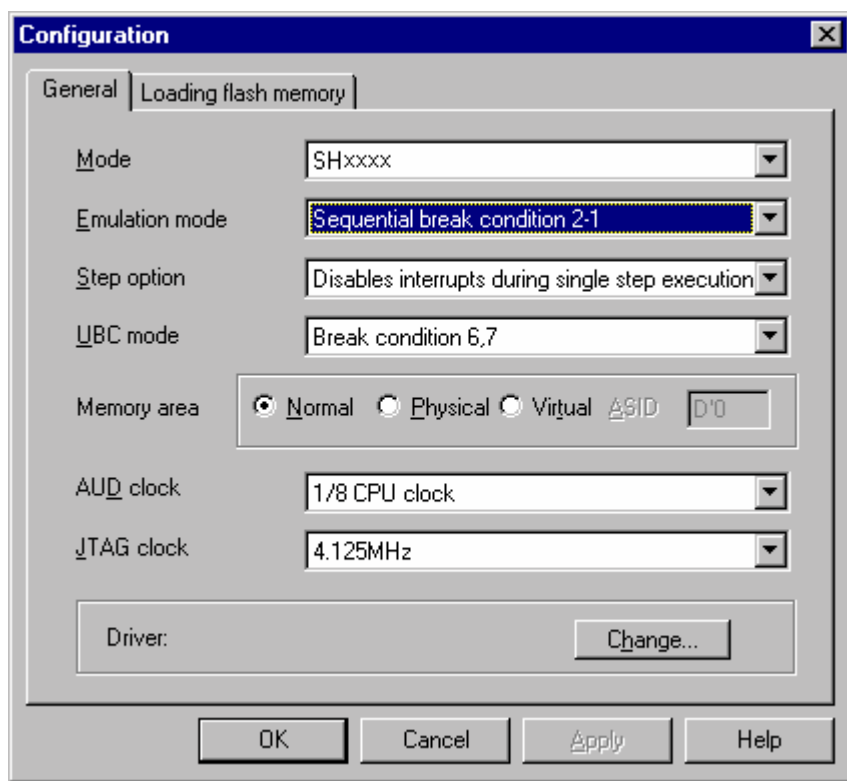 Configuration
General Loading flash memory
Mode SHxxxx
Emulation mode Sequential break condition 2-1
Step option Disables interrupts during single step execution
UBC mode Break condition 6,7
Memory area Normal Physical Virtual ASID D'0
AUD clock 1/8 CPU clock
JTAG clock 4.125MHz
Driver: Change...
OK Cancel Apply Help